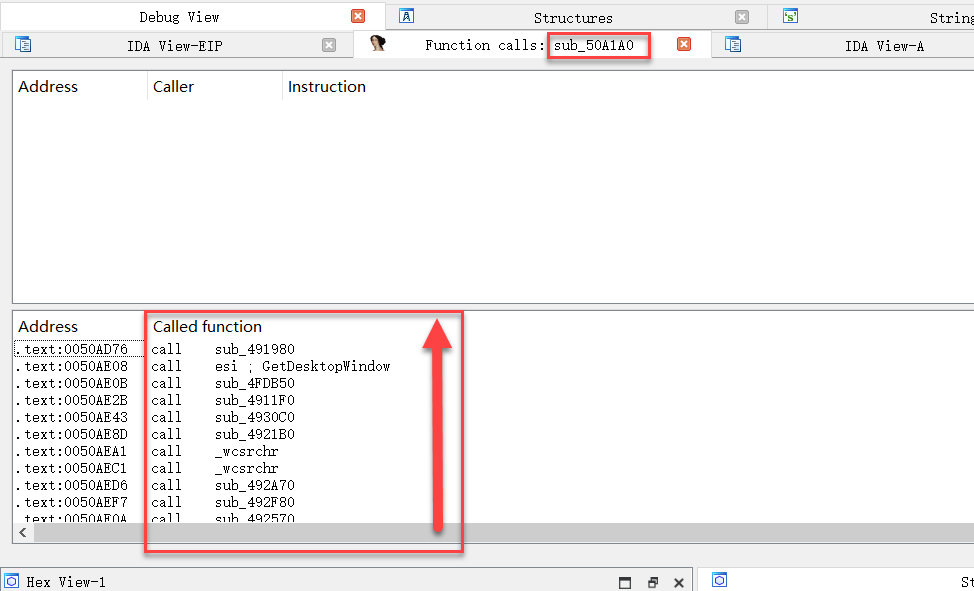 Debug View
Structures
String
IDA View-EIP
Function calls: sub_50A1A0
IDA View-A
Address Caller Instruction
Address Called function
.text:0050AD76 call sub_491980
.text:0050AE08 call esi ; GetDesktopWindow
.text:0050AE0B call sub_4FDB50
.text:0050AE2B call sub_4911F0
.text:0050AE43 call sub_4930C0
.text:0050AE8D call sub_4921B0
.text:0050AEA1 call _wcsrchr
.text:0050AEC1 call _wcsrchr
.text:0050AED6 call sub_492A70
.text:0050AEF7 call sub_492F80
.text:0050AF0A call sub_492570
Hex View-1
St